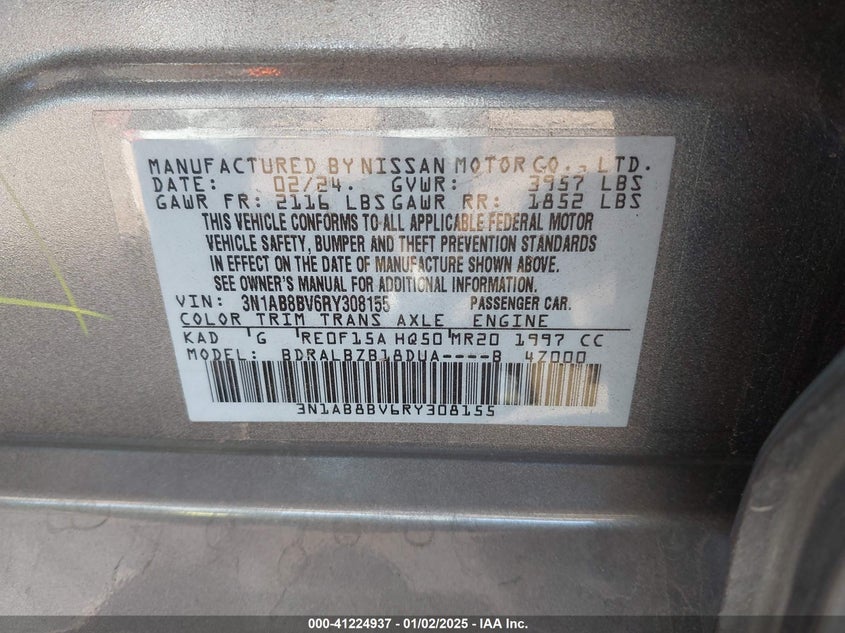 MANUFACTURED BY NISSAN MOTOR CO., LTD.
DATE: 02/24. GVWR: 3957 LBS
GAWR FR: 2116 LBS GAWR RR: 1852 LBS
THIS VEHICLE CONFORMS TO ALL APPLICABLE FEDERAL MOTOR
VEHICLE SAFETY, BUMPER AND THEFT PREVENTION STANDARDS
IN EFFECT ON THE DATE OF MANUFACTURE SHOWN ABOVE.
SEE OWNER'S MANUAL FOR ADDITIONAL INFORMATION.
VIN: 3N1AB8BV6RY308155 PASSENGER CAR.
COLOR TRIM TRANS AXLE ENGINE
KAD G RE0F15A HQ50 MR20 1997 CC
MODEL: BDRALBZB18DUA----B 47000
3N1AB8BV6RY308155
000-41224937 - 01/02/2025 - IAA Inc.